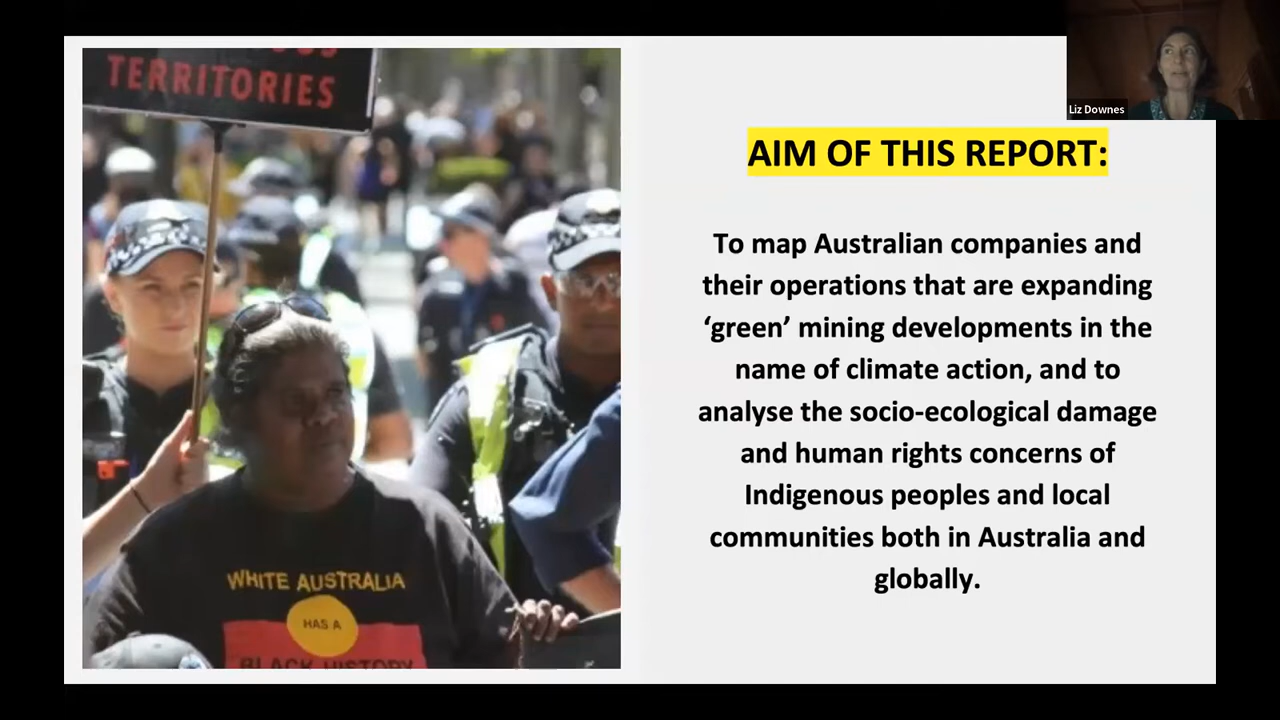 TERRITORIES
WHITE AUSTRALIA
HAS A
BLACK HISTORY
Liz Downes
AIM OF THIS REPORT:
To map Australian companies and
their operations that are expanding
‘green’ mining developments in the
name of climate action, and to
analyse the socio-ecological damage
and human rights concerns of
Indigenous peoples and local
communities both in Australia and
globally.